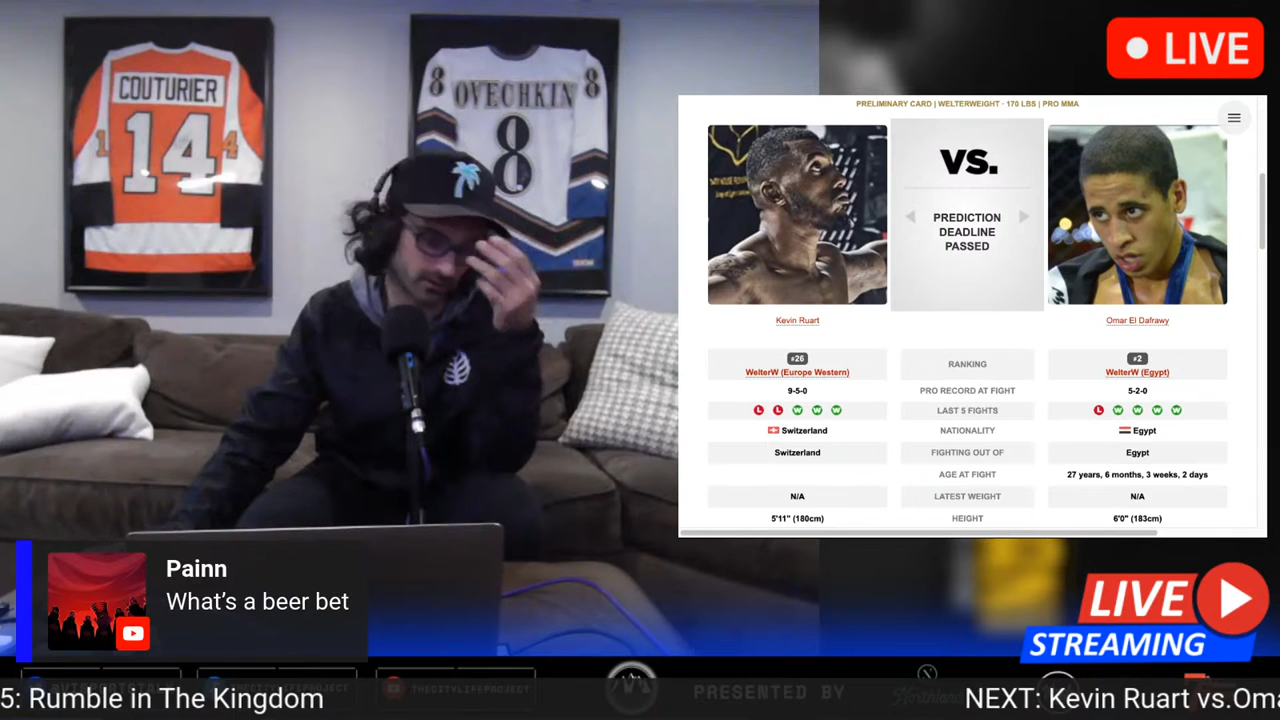 COUTURIER
14
14
8
8
OVECHKIN
8
LIVE
PRELIMINARY CARD | WELTERWEIGHT · 170 LBS | PRO MMA
VS.
PREDICTION
DEADLINE
PASSED
Kevin Ruart
Omar El Dafrawy
#26
WelterW (Europe Western)
RANKING
#2
WelterW (Egypt)
9-5-0
PRO RECORD AT FIGHT
5-2-0
L L W W W
LAST 5 FIGHTS
L W W W W
Switzerland
NATIONALITY
Egypt
Switzerland
FIGHTING OUT OF
Egypt
AGE AT FIGHT
27 years, 6 months, 3 weeks, 2 days
N/A
LATEST WEIGHT
N/A
5'11" (180cm)
HEIGHT
6'0" (183cm)
Painn
What's a beer bet
LIVE
STREAMING
THECITYLIFEPROJECT
THECITYLIFEPROJECT
PRESENTED BY
5: Rumble in The Kingdom
NEXT: Kevin Ruart vs.Oma